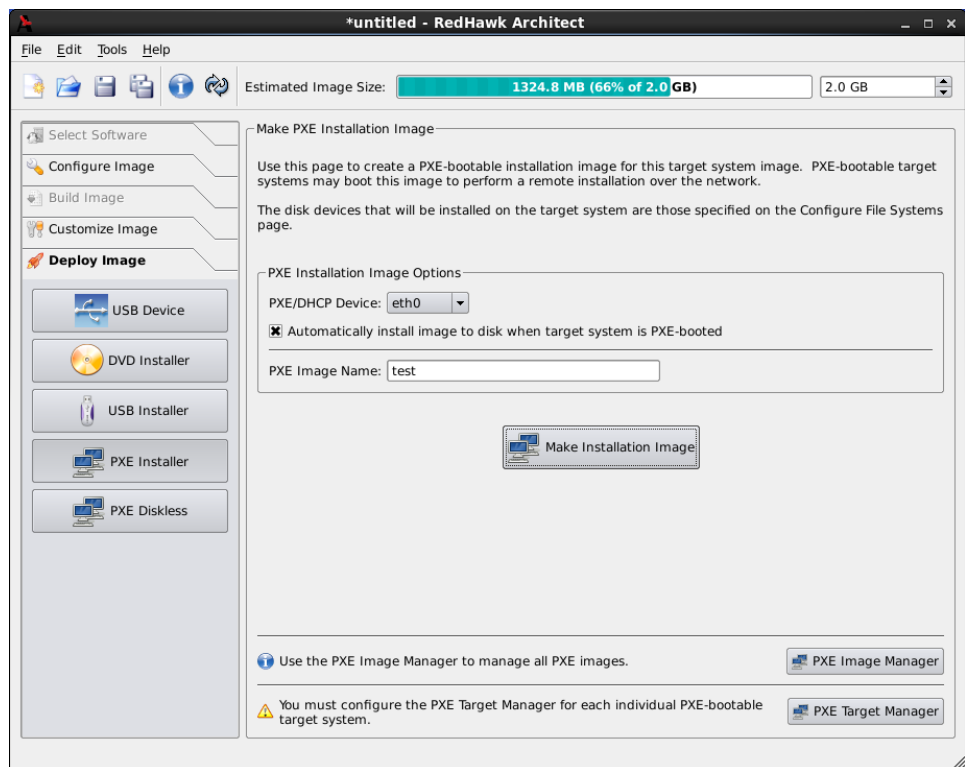 *untitled - RedHawk Architect
File Edit Tools Help
Estimated Image Size: 1324.8 MB (66% of 2.0 GB) 2.0 GB
Select Software
Configure Image
Build Image
Customize Image
Deploy Image
USB Device
DVD Installer
USB Installer
PXE Installer
PXE Diskless
Make PXE Installation Image
Use this page to create a PXE-bootable installation image for this target system image. PXE-bootable target
systems may boot this image to perform a remote installation over the network.
The disk devices that will be installed on the target system are those specified on the Configure File Systems
page.
PXE Installation Image Options
PXE/DHCP Device: eth0
Automatically install image to disk when target system is PXE-booted
PXE Image Name: test
Make Installation Image
Use the PXE Image Manager to manage all PXE images.
PXE Image Manager
You must configure the PXE Target Manager for each individual PXE-bootable
target system.
PXE Target Manager